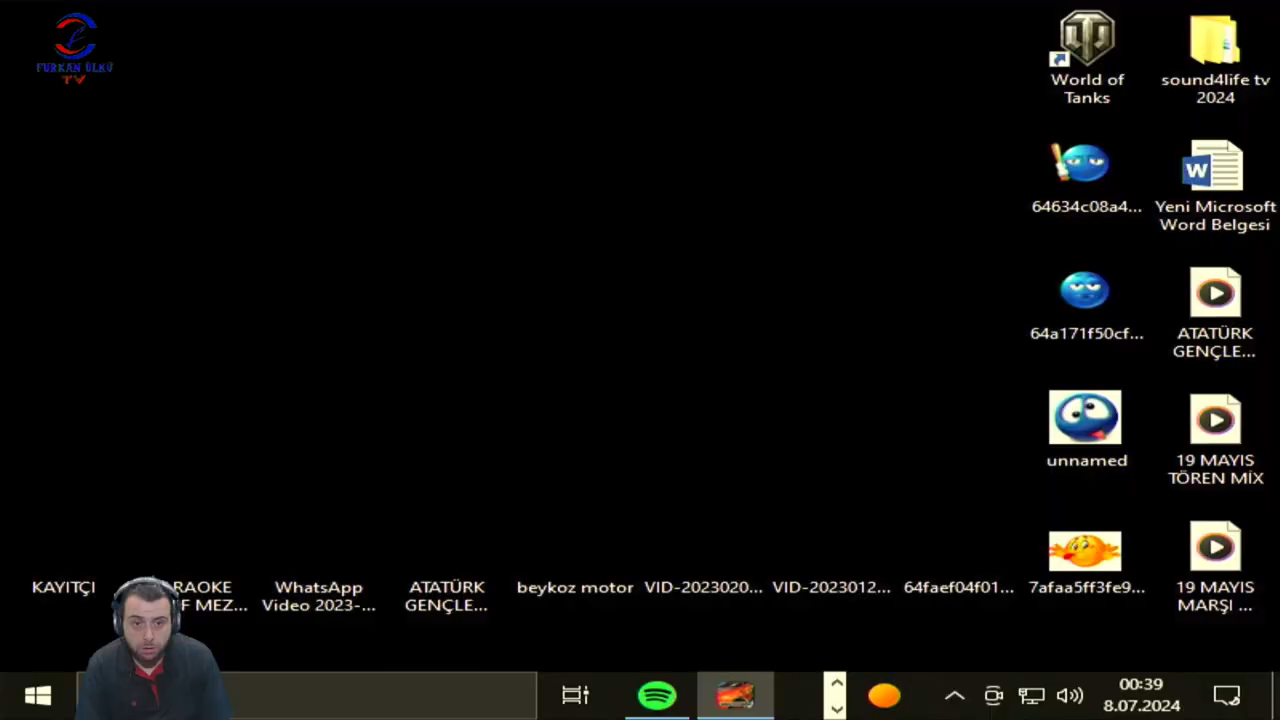 FURKAN ÜLKÜ
TV
World of
Tanks
sound4life tv
2024
64634c08a4...
Yeni Microsoft
Word Belgesi
64a171f50cf...
ATATÜRK
GENÇLE...
unnamed
19 MAYIS
TÖREN MİX
KAYITÇI
RAOKE
F MEZ...
WhatsApp
Video 2023-...
ATATÜRK
GENÇLE...
beykoz motor
VID-2023020...
VID-2023012...
64faef04f01...
7afaa5ff3fe9...
19 MAYIS
MARŞI ...
00:39
8.07.2024